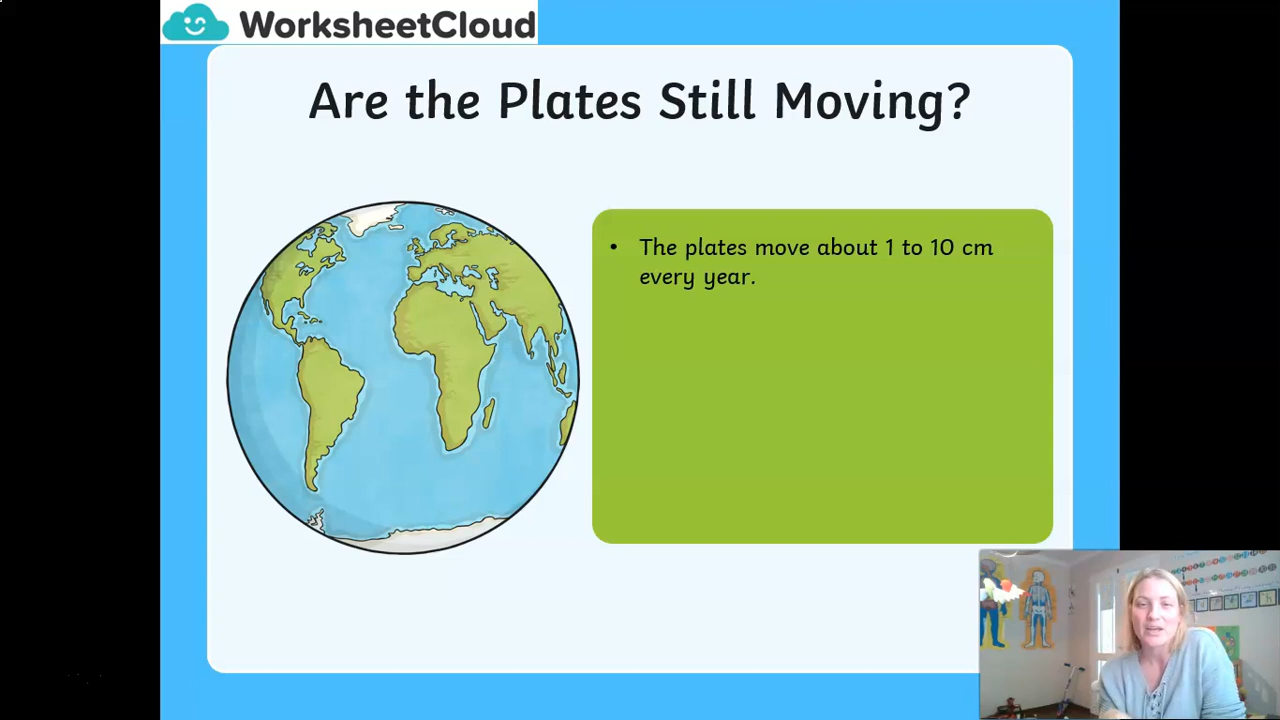 WorksheetCloud
Are the Plates Still Moving?
• The plates move about 1 to 10 cm
every year.